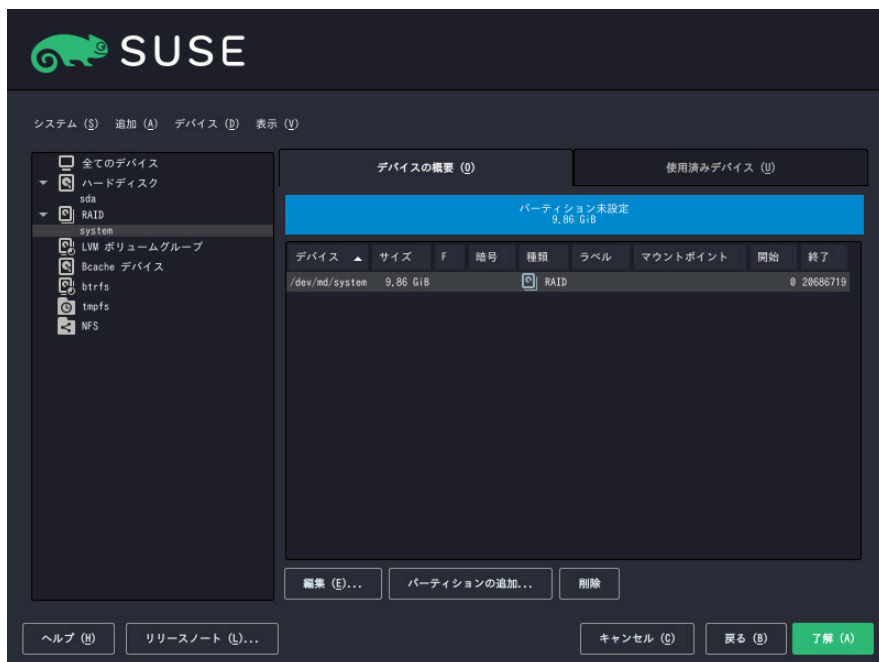 SUSE
システム (S) 追加 (A) デバイス (D) 表示 (V)
全てのデバイス
ハードディスク
sda
RAID
system
LVM ボリュームグループ
Bcache デバイス
btrfs
tmpfs
NFS
デバイスの概要 (O) 使用済みデバイス (U)
パーティション未設定
9.86 GiB
デバイス サイズ F 暗号 種類 ラベル マウントポイント 開始 終了
/dev/md/system 9.86 GiB RAID 0 20686719
編集 (E)... パーティションの追加... 削除
ヘルプ (H) リリースノート (L)... キャンセル (C) 戻る (B) 了解 (A)